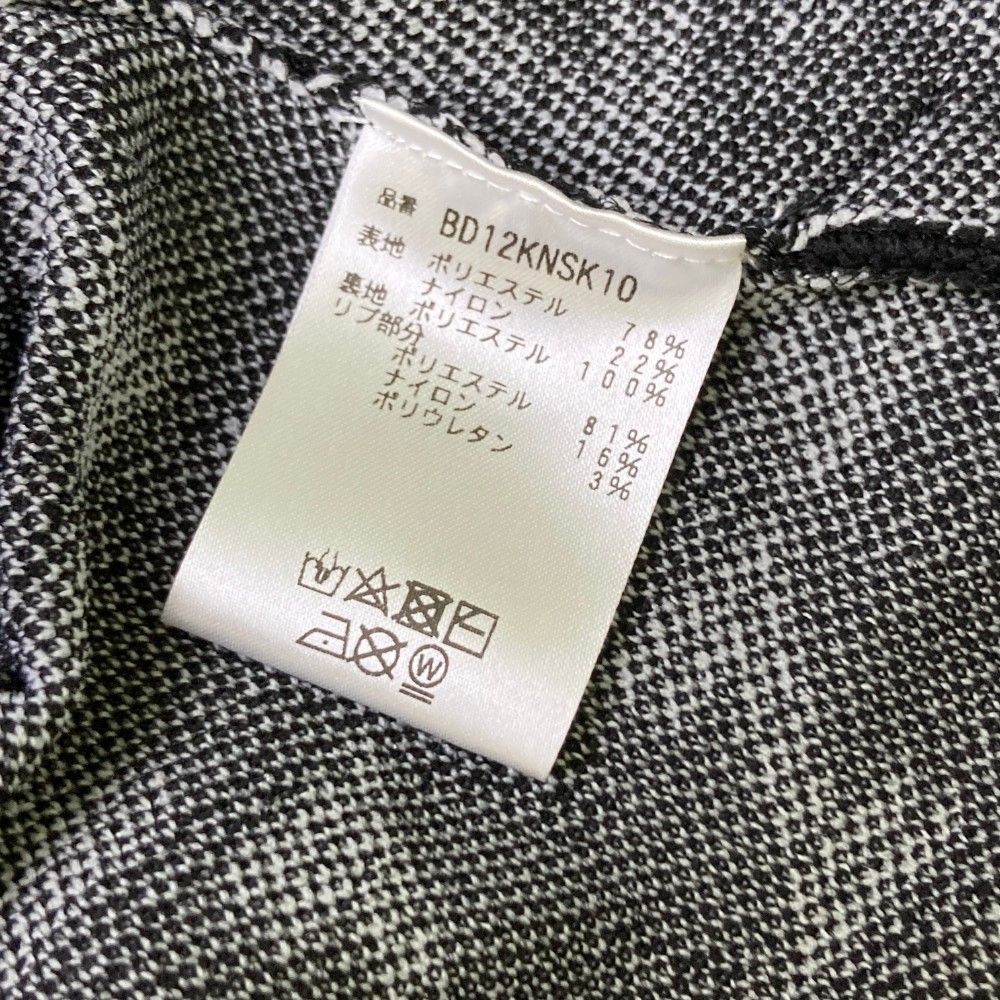 品番 BD12KNSK10
表地 ポリエステル 78%
ナイロン 22%
裏地 ポリエステル 100%
リブ部分
ポリエステル 81%
ナイロン 16%
ポリウレタン 3%
W